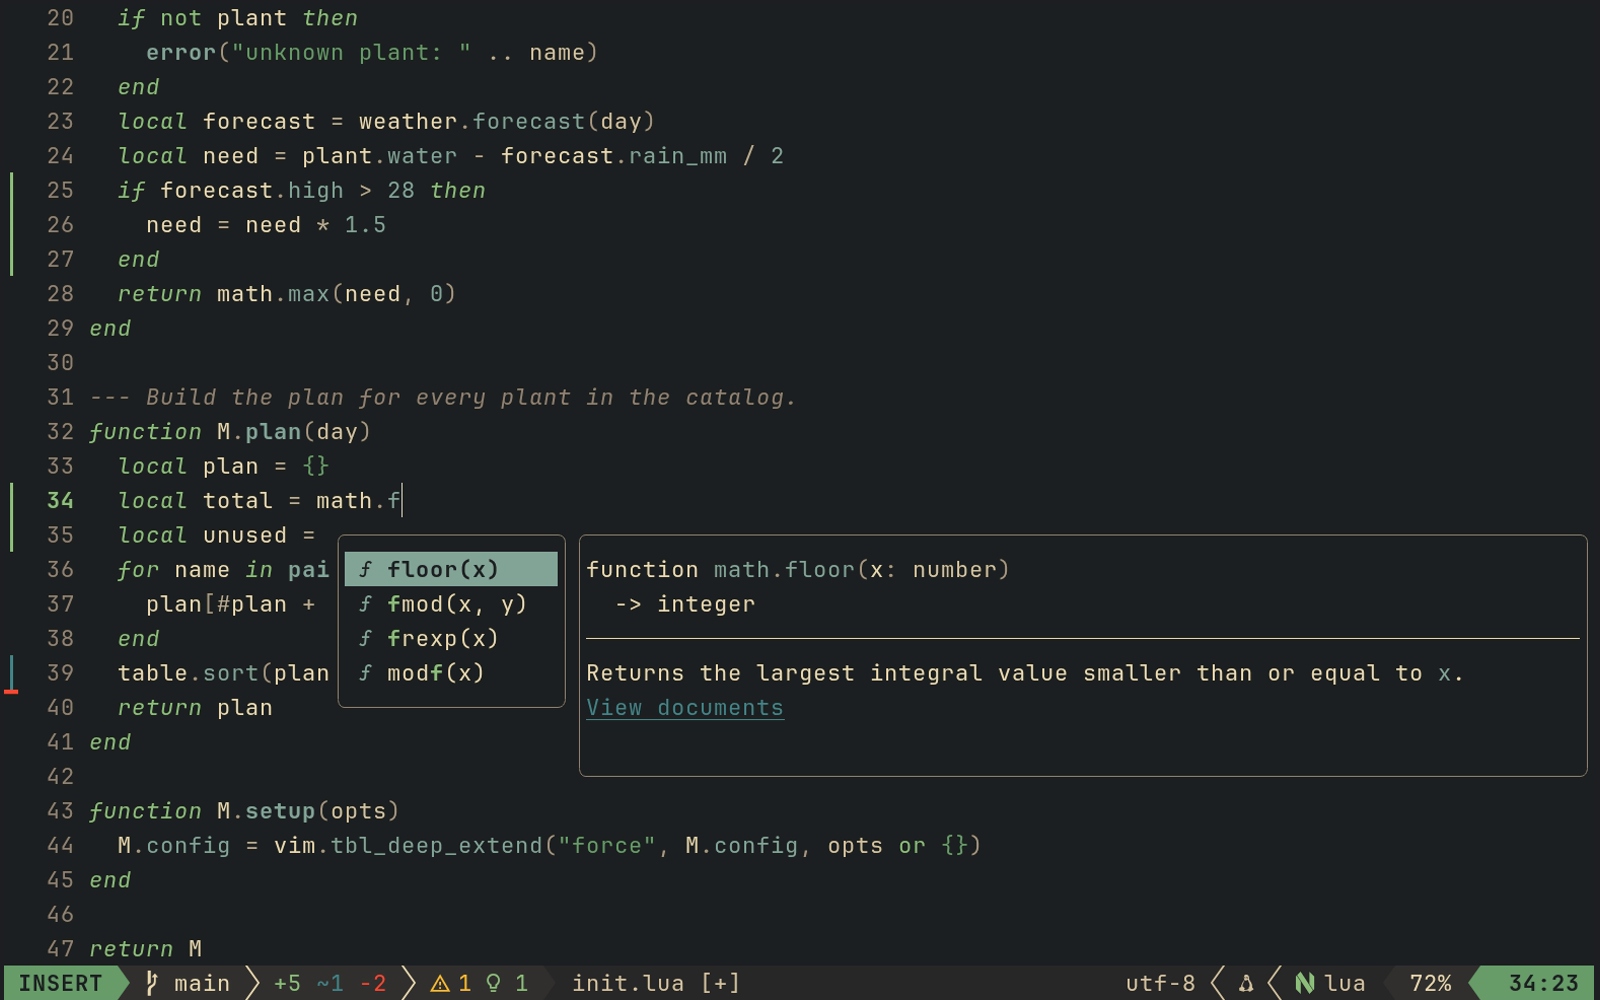 20   if not plant then
21     error("unknown plant: " .. name)
22   end
23   local forecast = weather.forecast(day)
24   local need = plant.water - forecast.rain_mm / 2
25   if forecast.high > 28 then
26     need = need * 1.5
27   end
28   return math.max(need, 0)
29 end
30
31 --- Build the plan for every plant in the catalog.
32 function M.plan(day)
33   local plan = {}
34   local total = math.f
35   local unused =
36   for name in pai
37     plan[#plan +
38   end
39   table.sort(plan
40   return plan
41 end
42
43 function M.setup(opts)
44   M.config = vim.tbl_deep_extend("force", M.config, opts or {})
45 end
46
47 return M
ƒ floor(x)
ƒ fmod(x, y)
ƒ frexp(x)
ƒ modf(x)
function math.floor(x: number)
  -> integer
Returns the largest integral value smaller than or equal to x.
View documents
INSERT main +5 ~1 -2 1 1 init.lua [+] utf-8 lua 72% 34:23